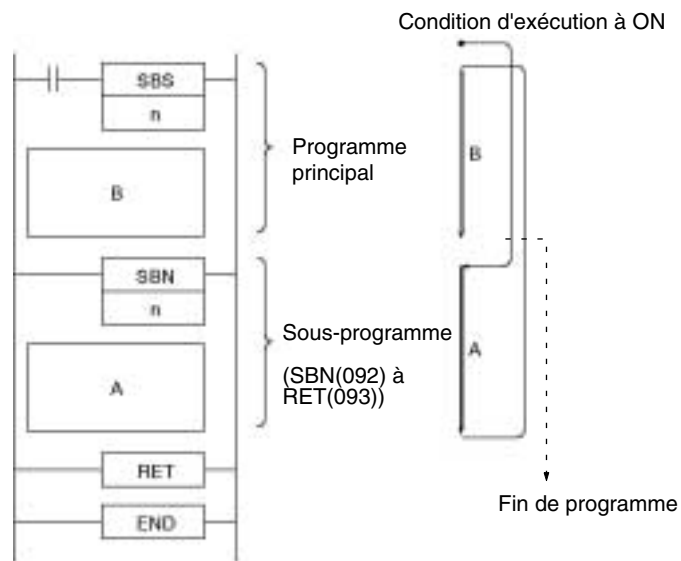 Condition d'exécution à ON
SBS
n
Programme
principal
B
B
SBN
n
Sous-programme
(SBN(092) à
RET(093))
A
A
RET
END
Fin de programme